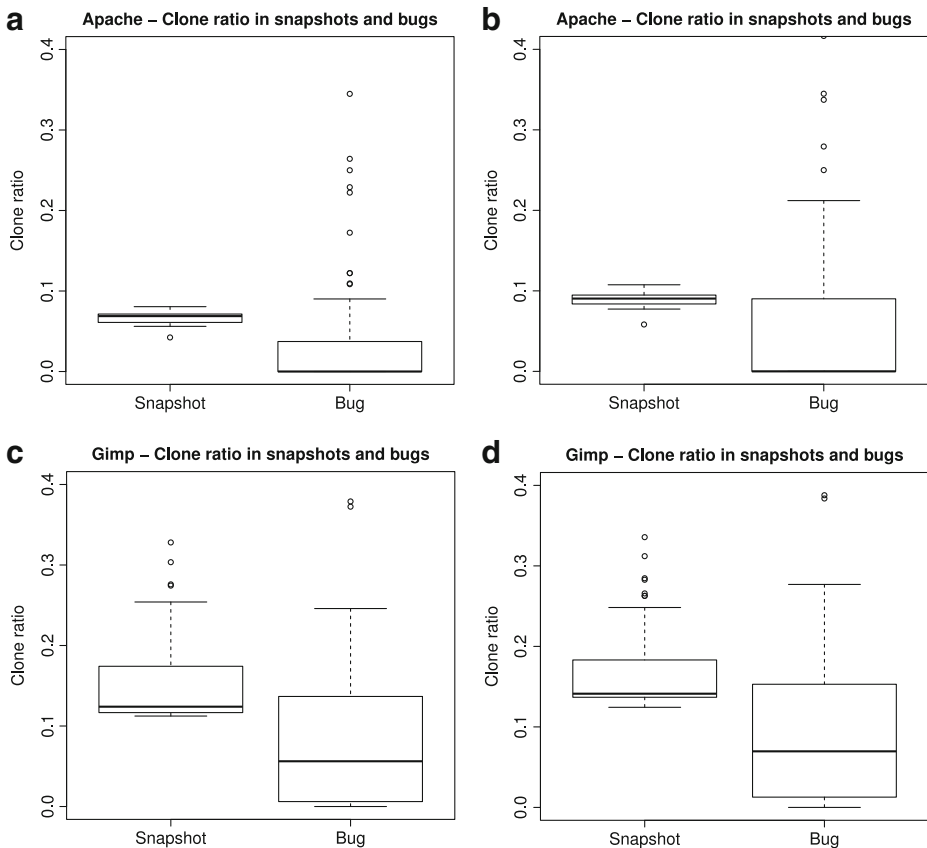 a
Apache – Clone ratio in snapshots and bugs
Clone ratio
0.4
0.3
0.2
0.1
0.0
Snapshot
Bug
b
Apache – Clone ratio in snapshots and bugs
Clone ratio
0.4
0.3
0.2
0.1
0.0
Snapshot
Bug
c
Gimp – Clone ratio in snapshots and bugs
Clone ratio
0.4
0.3
0.2
0.1
0.0
Snapshot
Bug
d
Gimp – Clone ratio in snapshots and bugs
Clone ratio
0.4
0.3
0.2
0.1
0.0
Snapshot
Bug